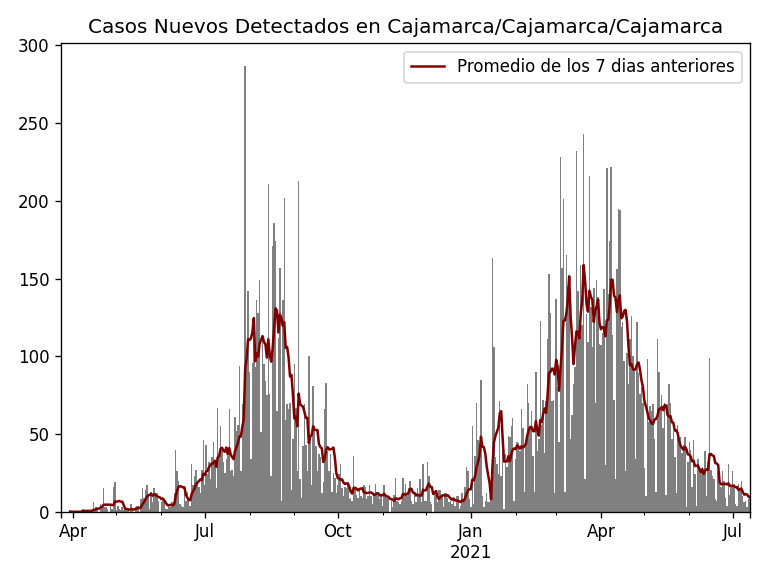 Casos Nuevos Detectados en Cajamarca/Cajamarca/Cajamarca
Promedio de los 7 dias anteriores
300
250
200
150
100
50
0
Apr Jul Oct Jan Apr Jul
2021